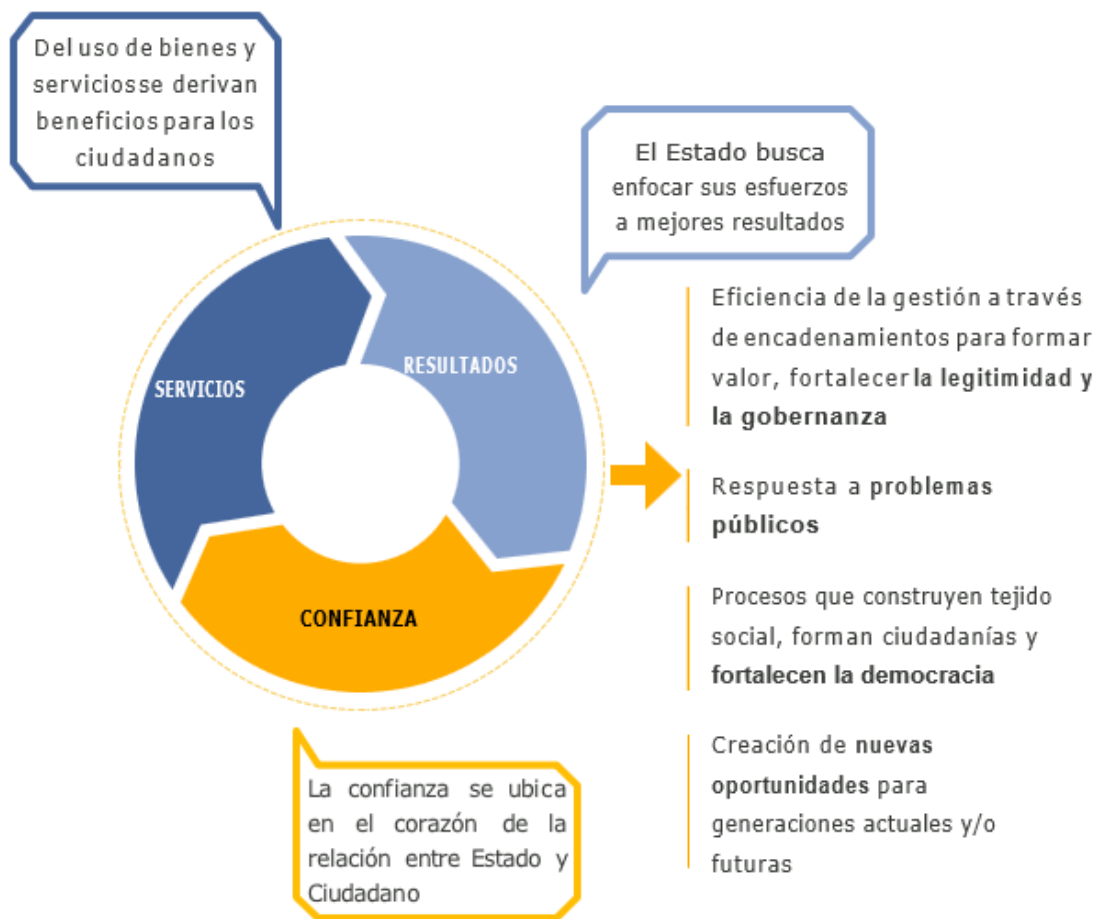 Del uso de bienes y
serviciosse derivan
beneficios para los
ciudadanos
El Estado busca
enfocar sus esfuerzos
a mejores resultados
SERVICIOS
RESULTADOS
CONFIANZA
La confianza se ubica
en el corazón de la
relación entre Estado y
Ciudadano
Eficiencia de la gestión a través
de encadenamientos para formar
valor, fortalecer la legitimidad y
la gobernanza
Respuesta a problemas
públicos
Procesos que construyen tejido
social, forman ciudadanías y
fortalecen la democracia
Creación de nuevas
oportunidades para
generaciones actuales y/o
futuras